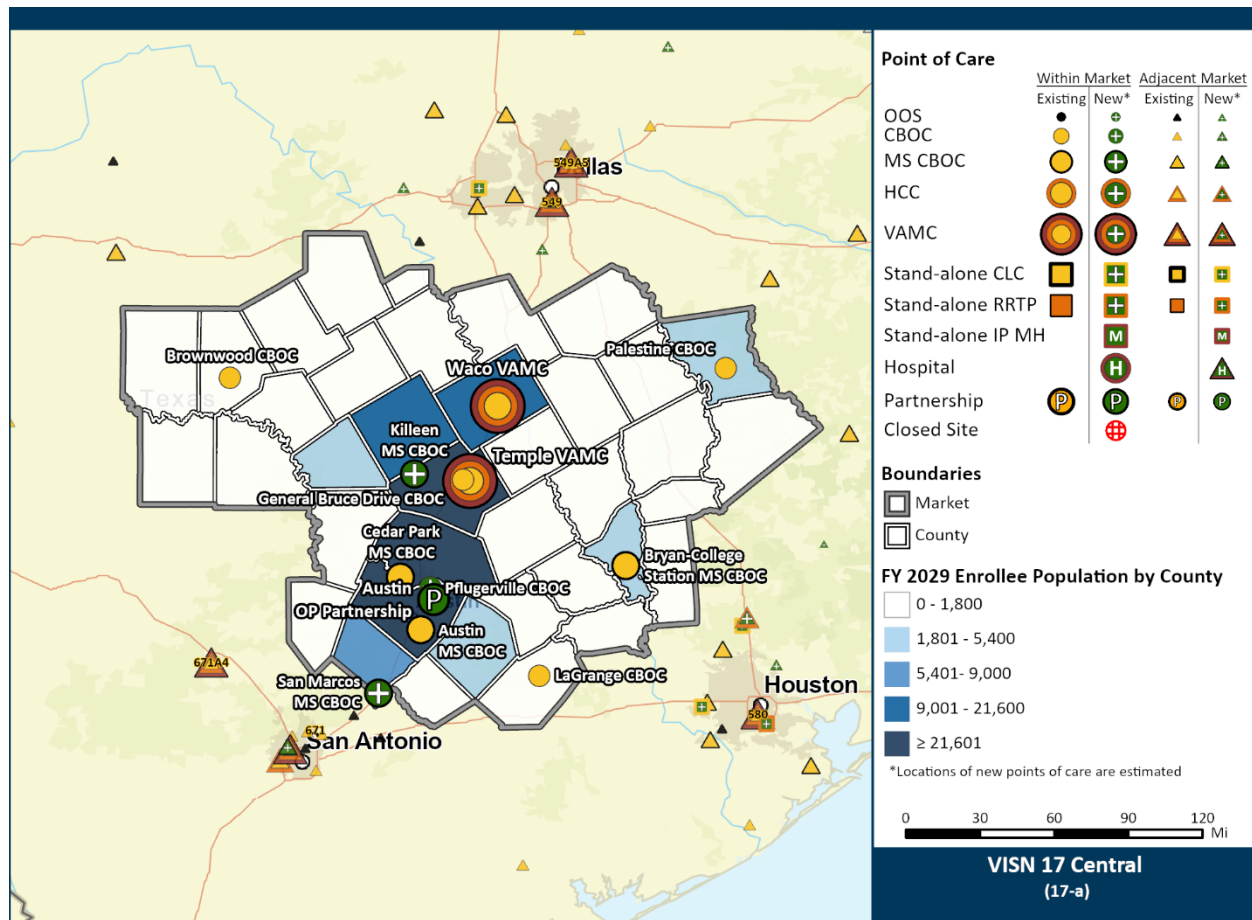 Texas
Dallas
549A5
549
Brownwood CBOC
Palestine CBOC
Waco VAMC
Killeen
MS CBOC
Temple VAMC
General Bruce Drive CBOC
Cedar Park
MS CBOC
Bryan-College
Station MS CBOC
Austin
OP Partnership
Pflugerville CBOC
P
Austin
MS CBOC
San Marcos
MS CBOC
LaGrange CBOC
671A4
671
San Antonio
Houston
580
Point of Care
Within Market Adjacent Market
Existing New* Existing New*
OOS
CBOC
MS CBOC
HCC
VAMC
Stand-alone CLC
Stand-alone RRTP
Stand-alone IP MH M M
Hospital H H
Partnership P P P P
Closed Site
Boundaries
Market
County
FY 2029 Enrollee Population by County
0 - 1,800
1,801 - 5,400
5,401- 9,000
9,001 - 21,600
≥ 21,601
*Locations of new points of care are estimated
0 30 60 90 120
Mi
VISN 17 Central
(17-a)